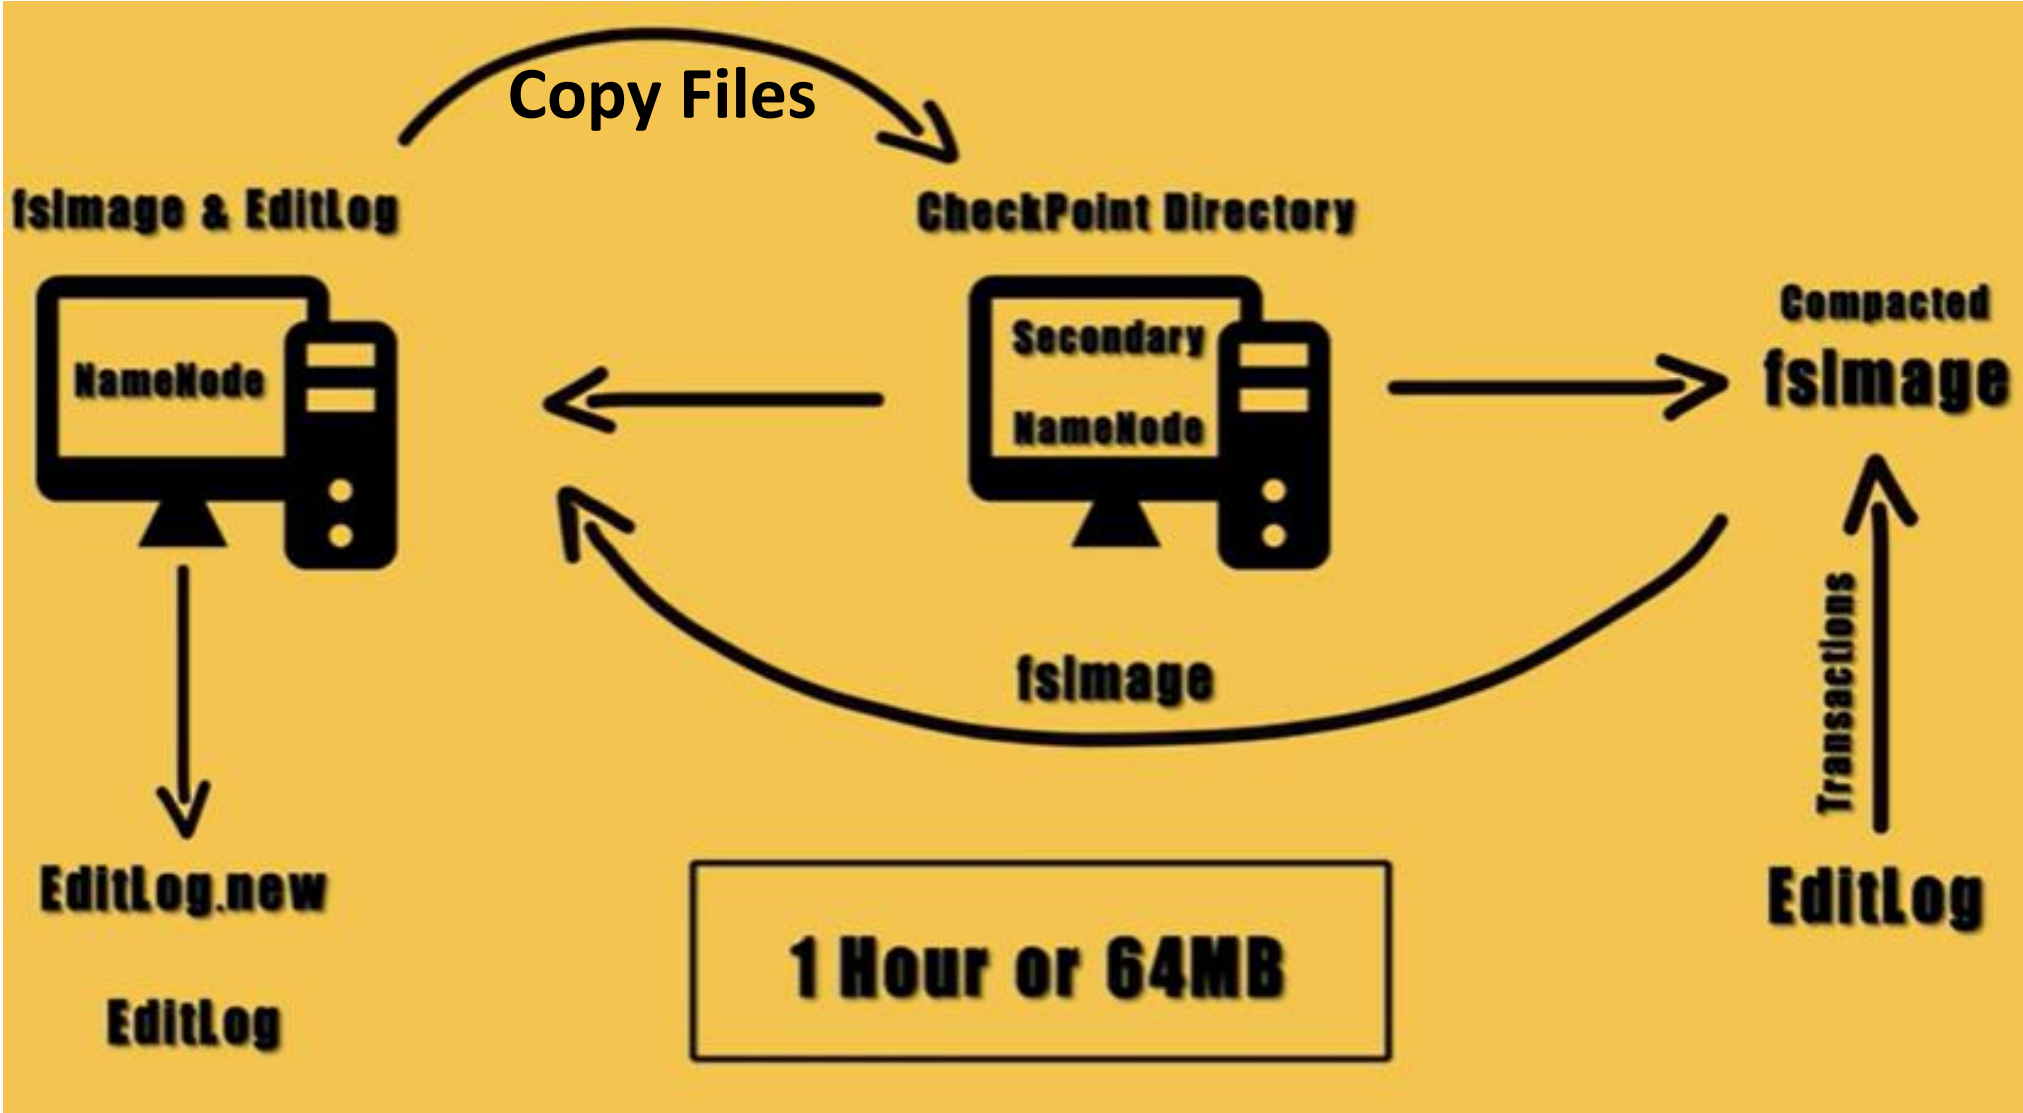 Copy Files
fsImage & EditLog
CheckPoint Directory
NameNode
Secondary
NameNode
Compacted
fsImage
fsImage
Transactions
EditLog.new
EditLog
EditLog
1 Hour or 64MB